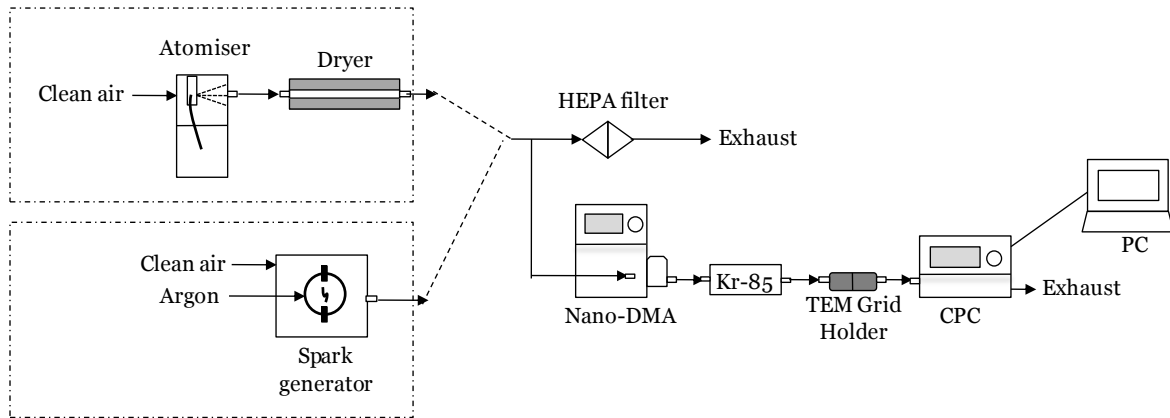 Atomiser
Dryer
Clean air
HEPA filter
Exhaust
Clean air
Argon
Spark
generator
Nano-DMA
Kr-85
TEM Grid
Holder
CPC
Exhaust
PC